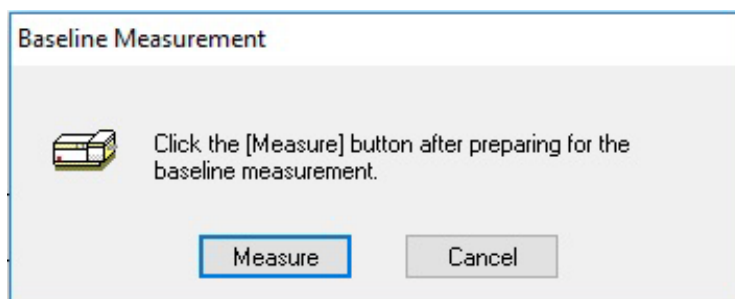 Baseline Measurement
Click the [Measure] button after preparing for the
baseline measurement.
Measure
Cancel